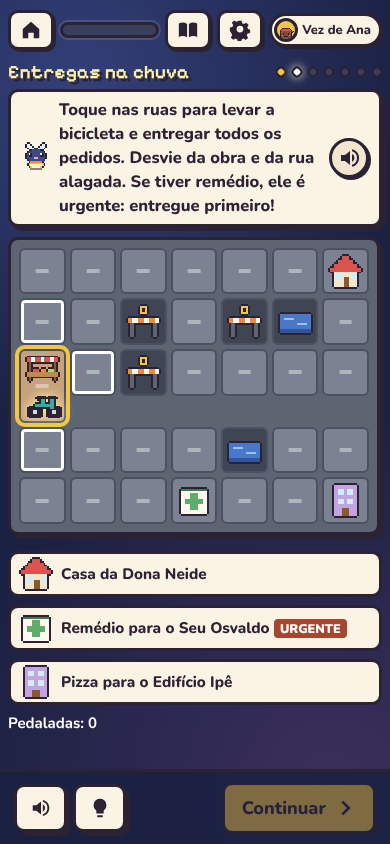 Vez de Ana
Entregas na chuva
Toque nas ruas para levar a
bicicleta e entregar todos os
pedidos. Desvie da obra e da rua
alagada. Se tiver remédio, ele é
urgente: entregue primeiro!
Casa da Dona Neide
Remédio para o Seu Osvaldo URGENTE
Pizza para o Edifício Ipê
Pedaladas: 0
Continuar